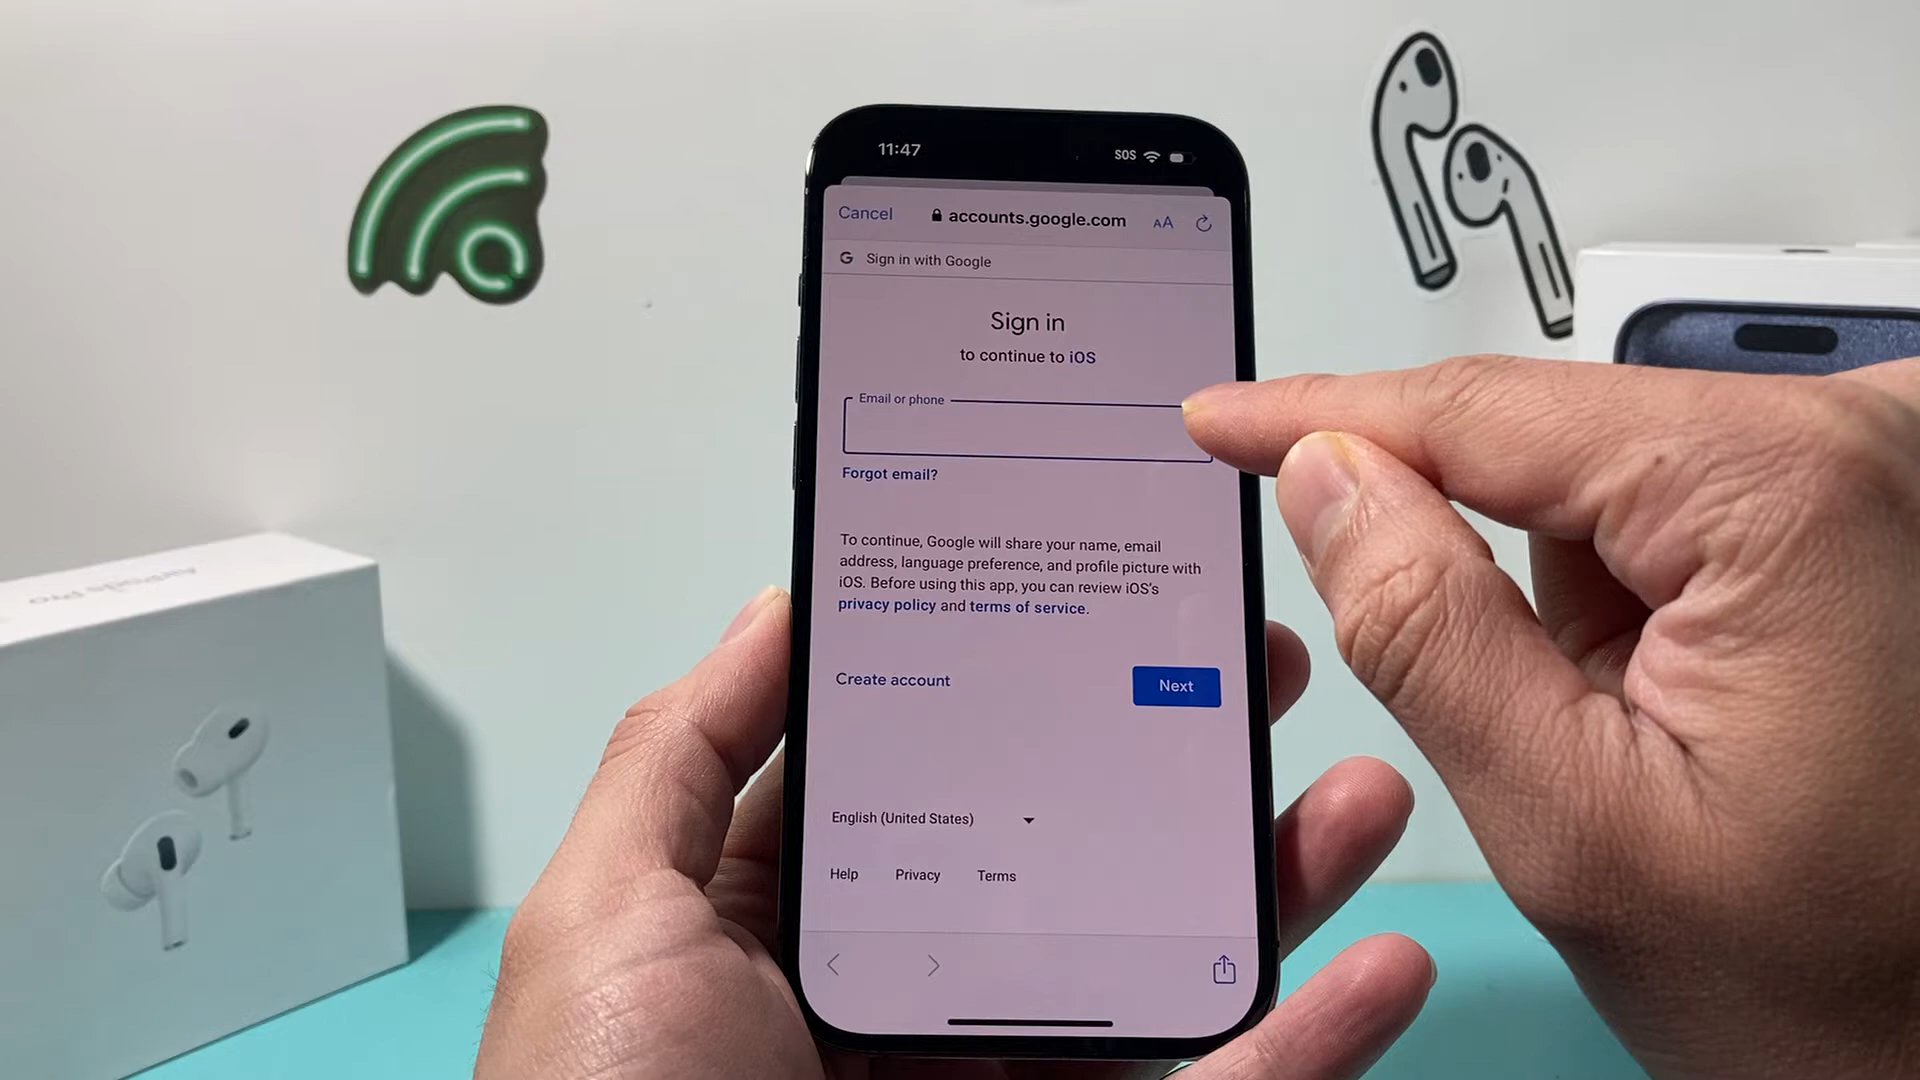 11:47
SOS
Cancel
accounts.google.com
AA
G Sign in with Google
Sign in
to continue to iOS
Email or phone
Forgot email?
To continue, Google will share your name, email
address, language preference, and profile picture with
iOS. Before using this app, you can review iOS's
privacy policy and terms of service.
Create account
Next
English (United States)
Help
Privacy
Terms
AirPods Pro